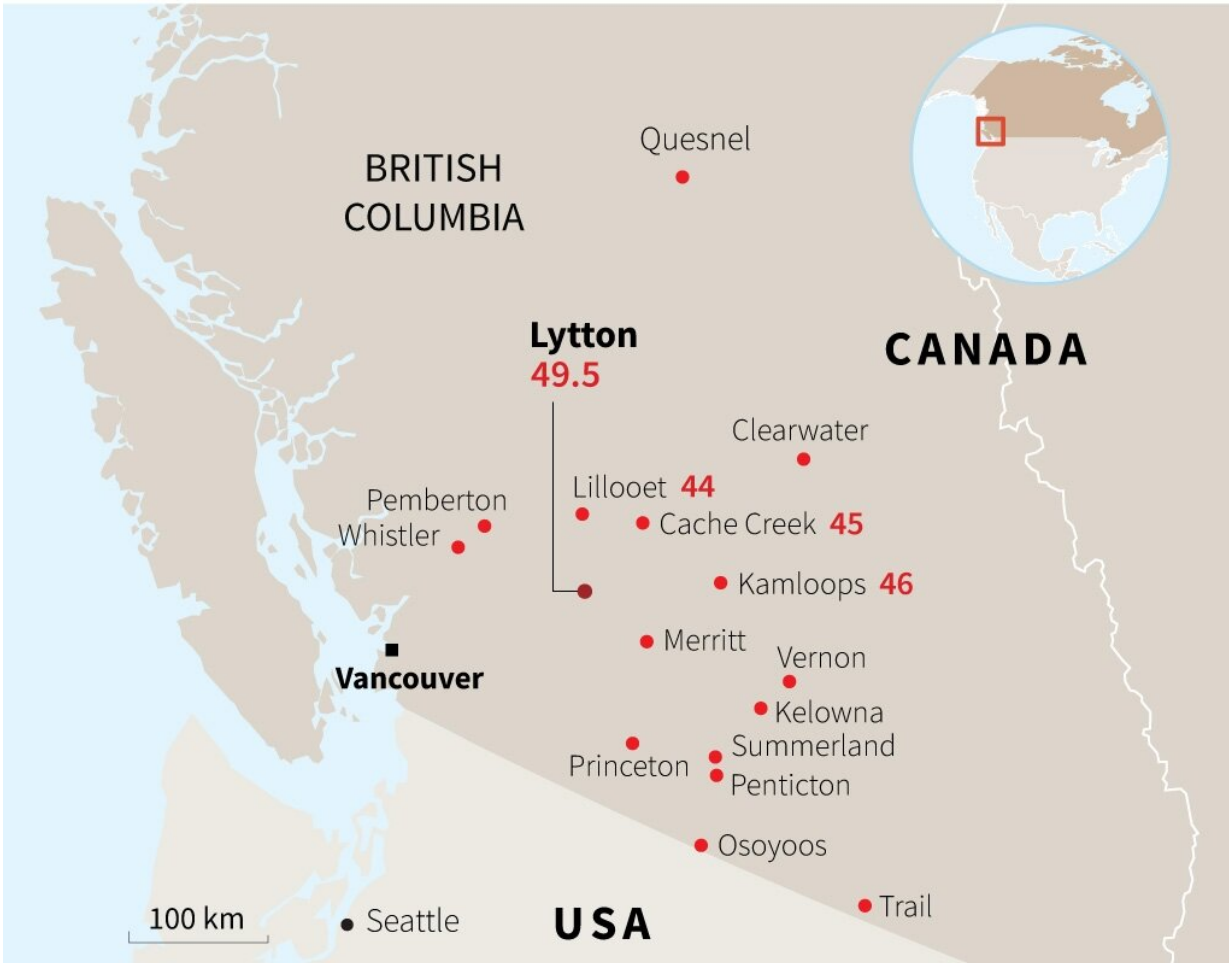 Quesnel
BRITISH
COLUMBIA
Lytton
49.5
CANADA
Clearwater
Lillooet 44
Pemberton
Cache Creek 45
Whistler
Kamloops 46
Merritt
Vernon
Vancouver
Kelowna
Summerland
Princeton
Penticton
Osoyoos
Trail
100 km
Seattle
USA